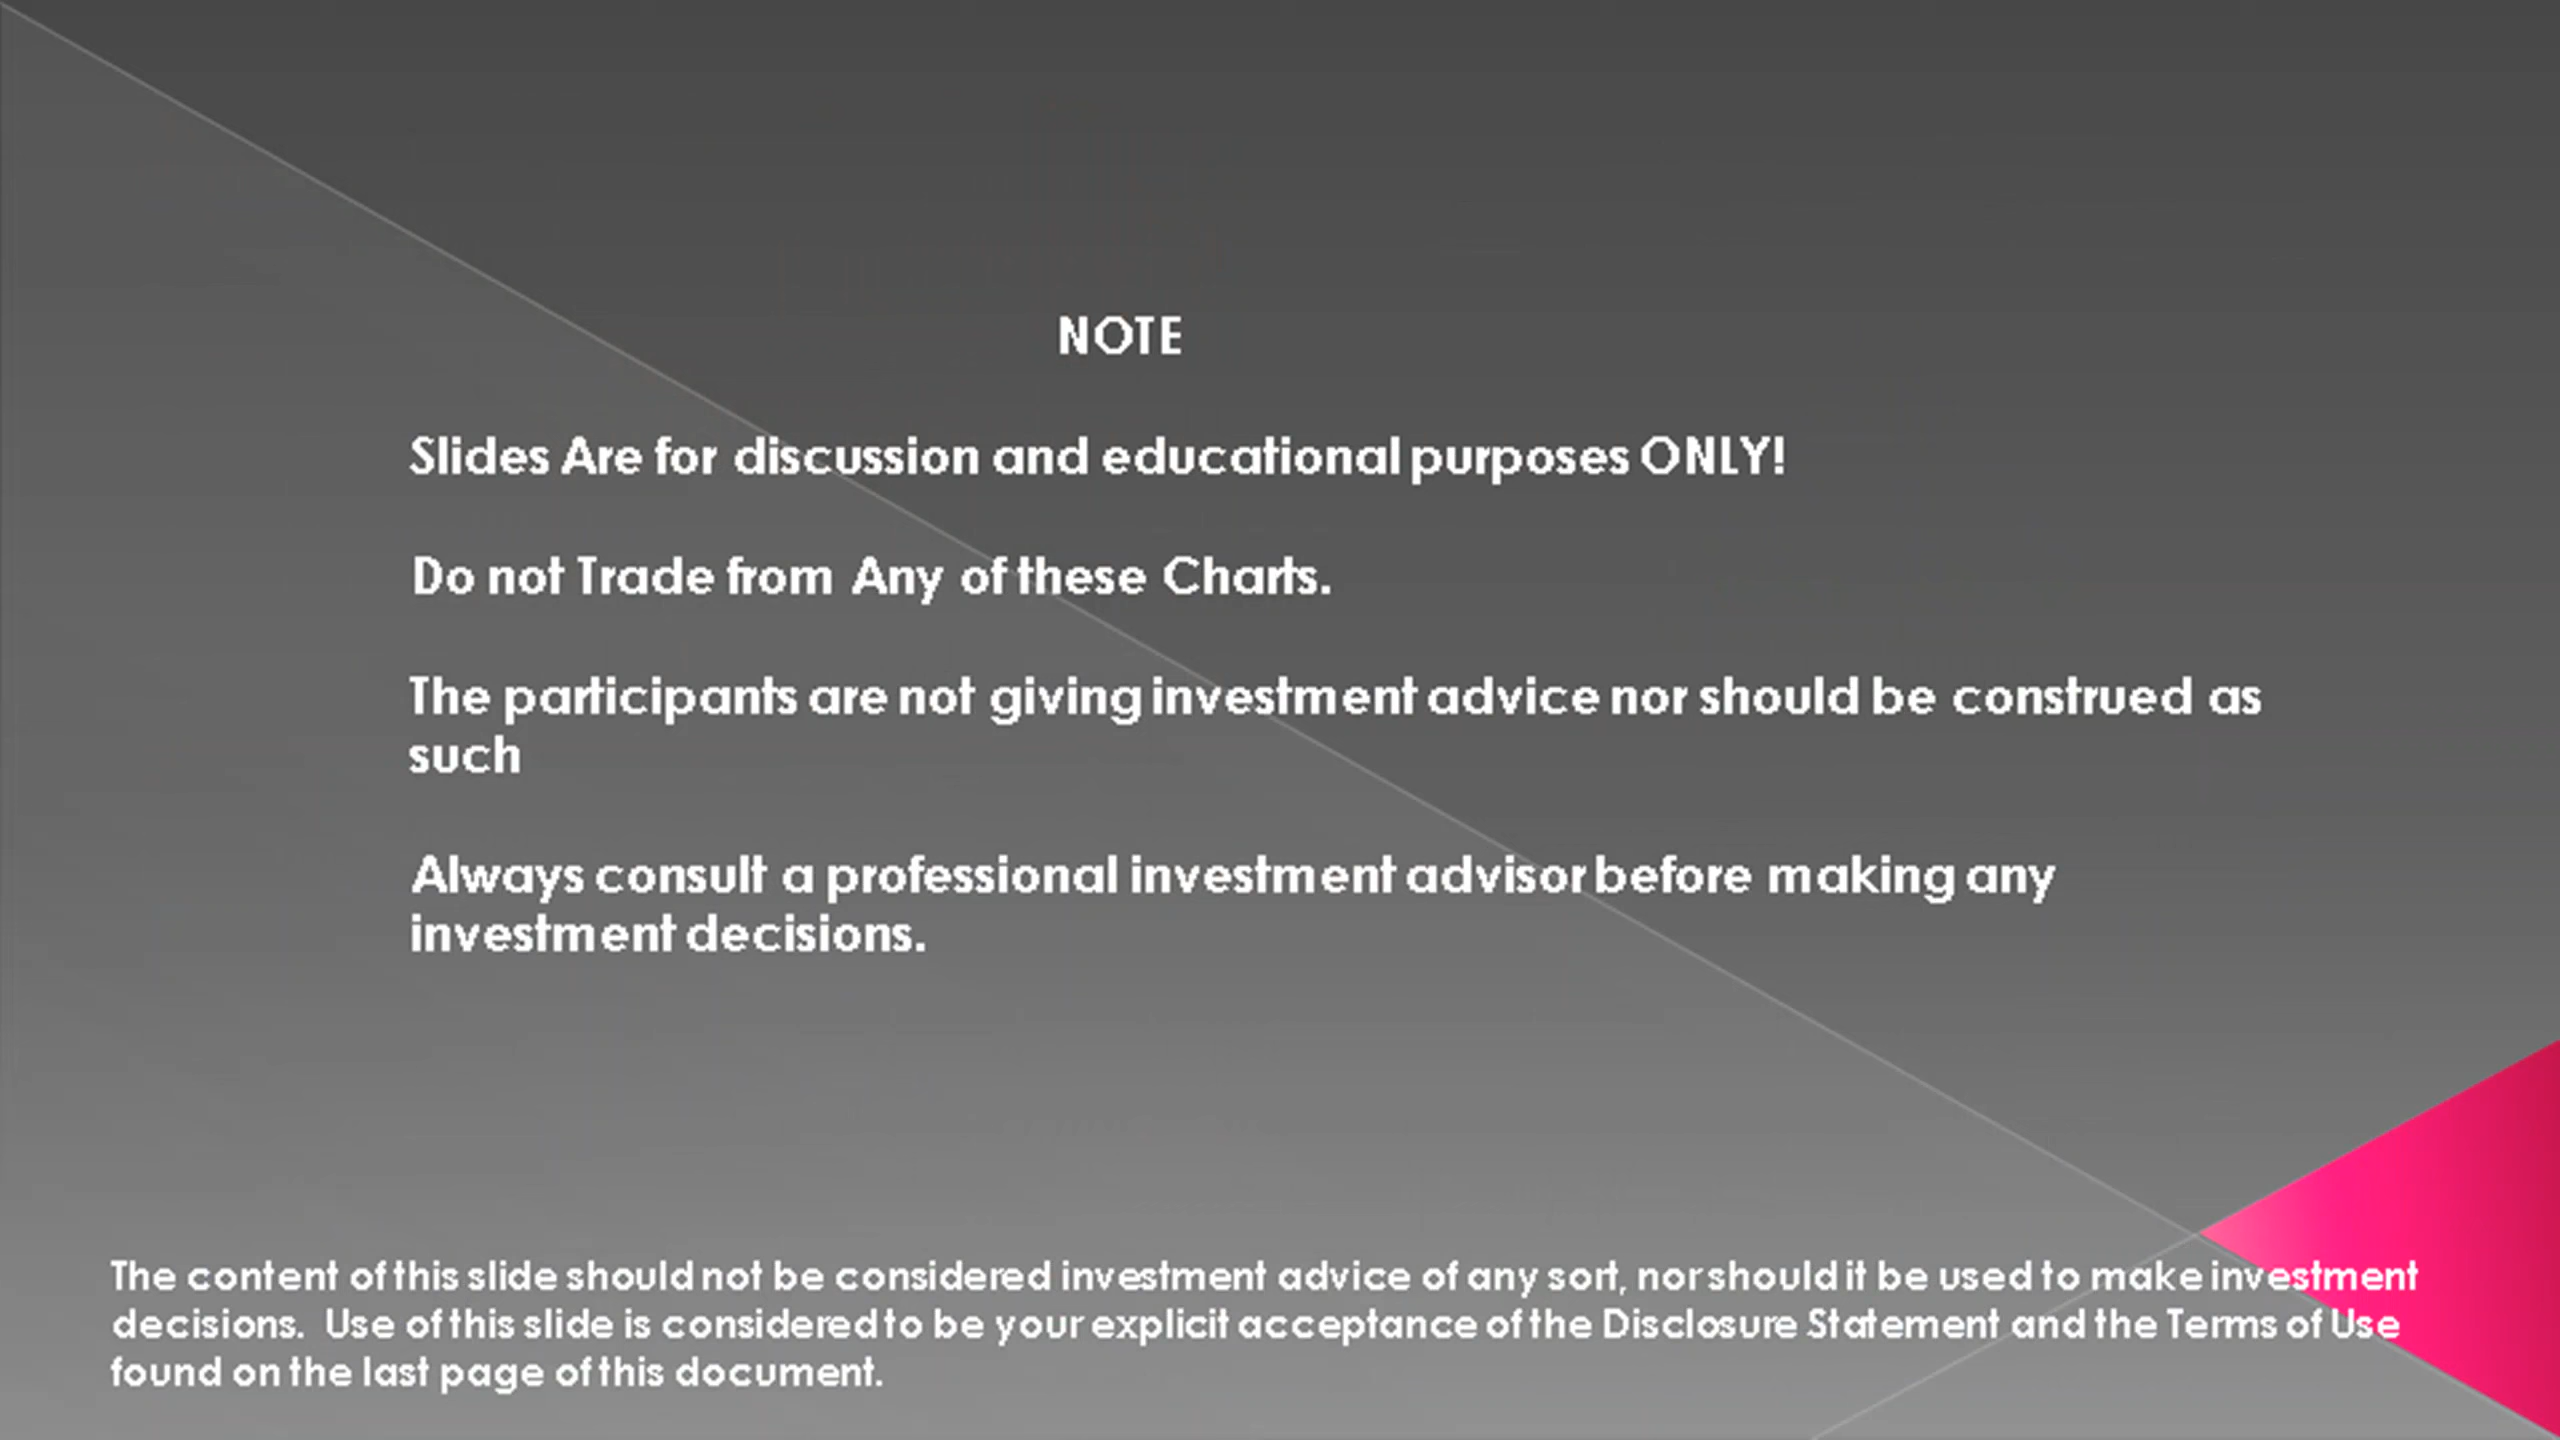 NOTE
Slides Are for discussion and educational purposes ONLY!
Do not Trade from Any of these Charts.
The participants are not giving investment advice nor should be construed as
such
Always consult a professional investment advisor before making any
investment decisions.
The content of this slide should not be considered investment advice of any sort, nor should it be used to make investment
decisions. Use of this slide is considered to be your explicit acceptance of the Disclosure Statement and the Terms of Use
found on the last page of this document.